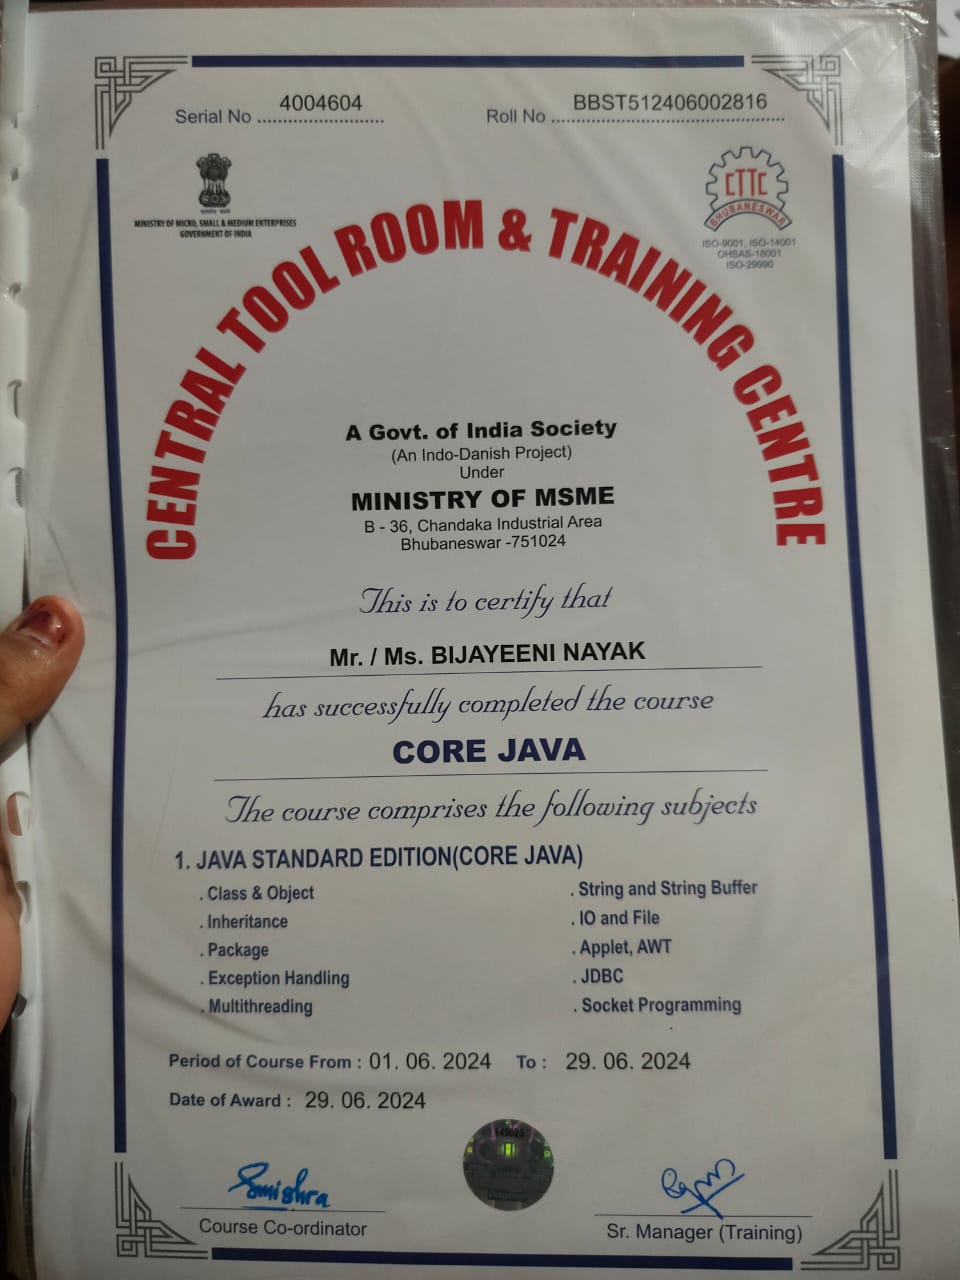 Serial No 4004604
Roll No BBST512406002816
MINISTRY OF MICRO, SMALL & MEDIUM ENTERPRISES
GOVERNMENT OF INDIA
CTTC
BHUBANESWAR
ISO-9001, ISO-14001
OHSAS-18001
ISO-29990
CENTRAL TOOL ROOM & TRAINING CENTRE
A Govt. of India Society
(An Indo-Danish Project)
Under
MINISTRY OF MSME
B - 36, Chandaka Industrial Area
Bhubaneswar -751024
This is to certify that
Mr. / Ms. BIJAYEENI NAYAK
has successfully completed the course
CORE JAVA
The course comprises the following subjects
1. JAVA STANDARD EDITION(CORE JAVA)
. Class & Object
. Inheritance
. Package
. Exception Handling
. Multithreading
. String and String Buffer
. IO and File
. Applet, AWT
. JDBC
. Socket Programming
Period of Course From : 01. 06. 2024 To : 29. 06. 2024
Date of Award : 29. 06. 2024
Smishra
Course Co-ordinator
Sr. Manager (Training)